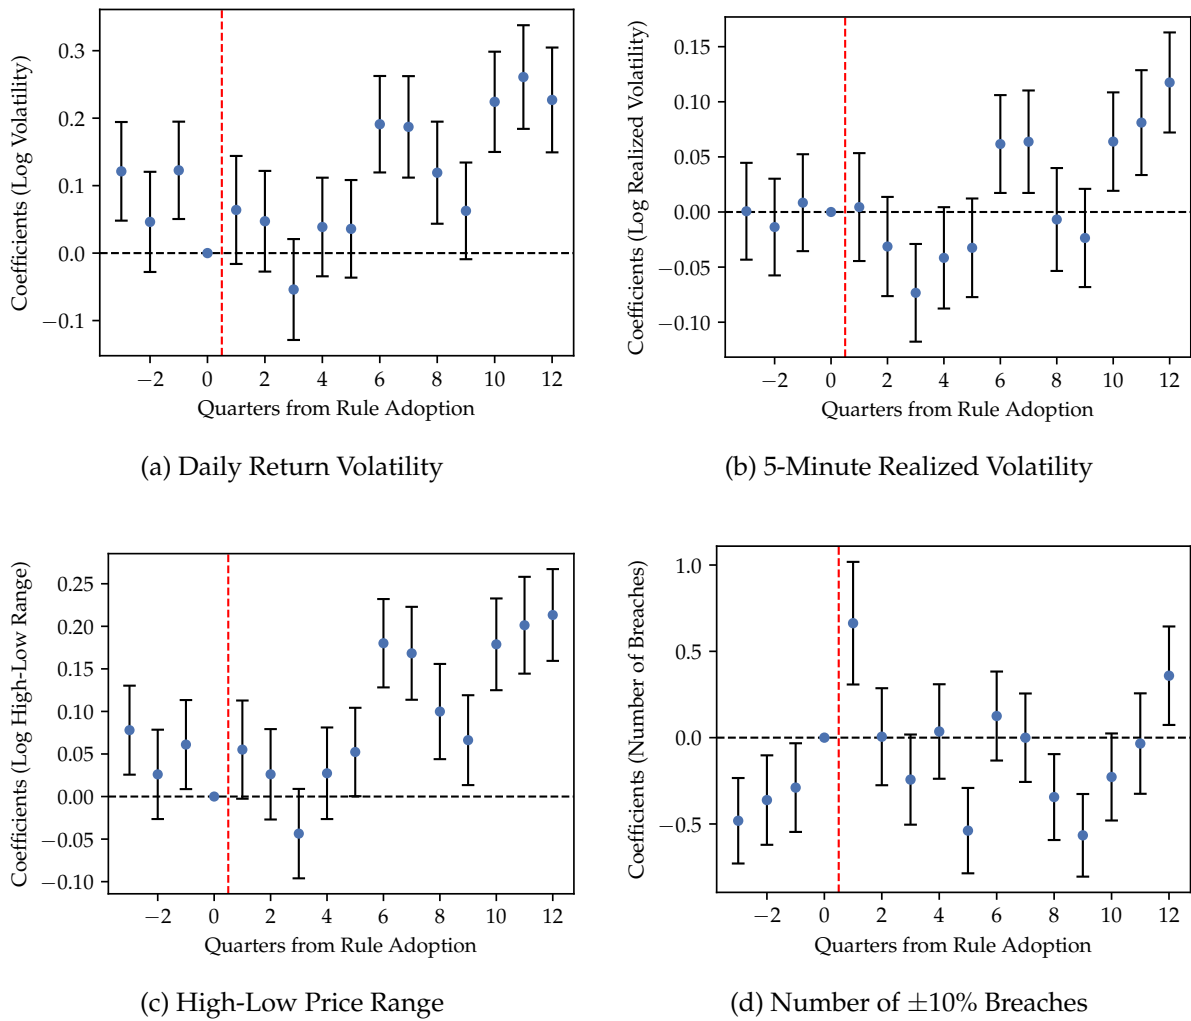 Coefficients (Log Volatility)
0.3
0.2
0.1
0.0
−0.1
−2 0 2 4 6 8 10 12
Quarters from Rule Adoption
(a) Daily Return Volatility
Coefficients (Log Realized Volatility)
0.15
0.10
0.05
0.00
−0.05
−0.10
−2 0 2 4 6 8 10 12
Quarters from Rule Adoption
(b) 5-Minute Realized Volatility
Coefficients (Log High-Low Range)
0.25
0.20
0.15
0.10
0.05
0.00
−0.05
−0.10
−2 0 2 4 6 8 10 12
Quarters from Rule Adoption
(c) High-Low Price Range
Coefficients (Number of Breaches)
1.0
0.5
0.0
−0.5
−2 0 2 4 6 8 10 12
Quarters from Rule Adoption
(d) Number of ±10% Breaches